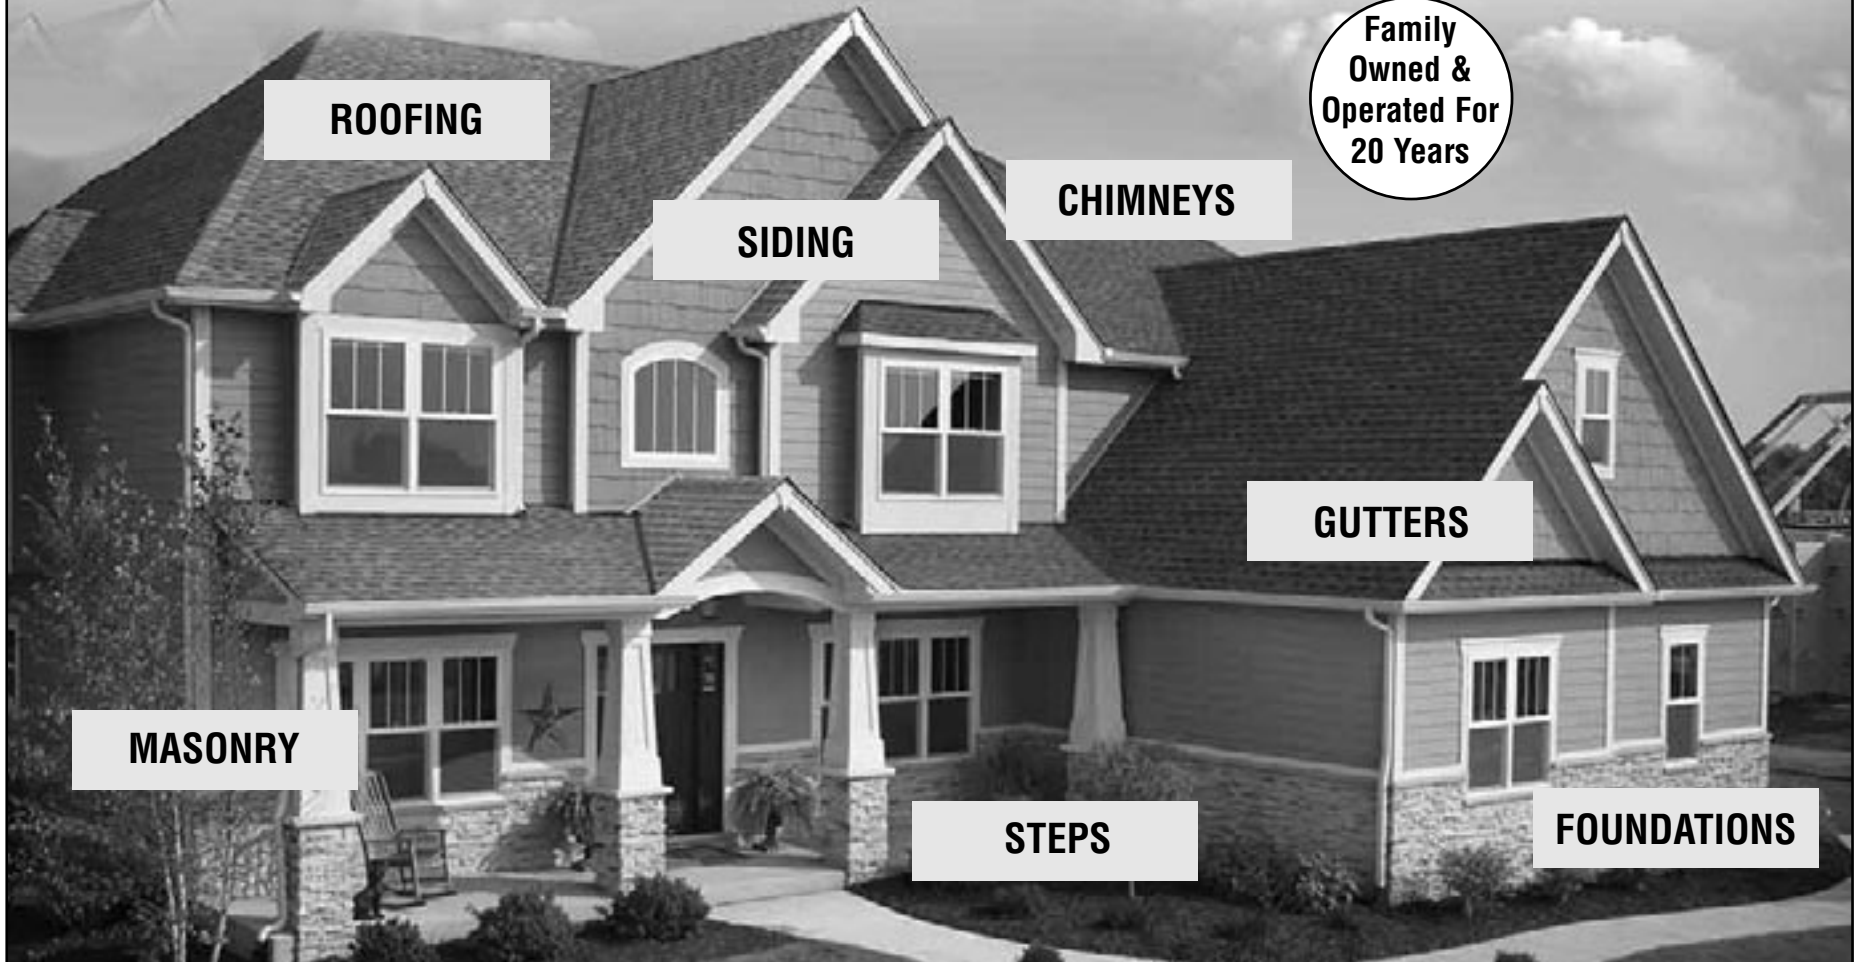 Family
Owned &
Operated For
20 Years
ROOFING
CHIMNEYS
SIDING
GUTTERS
MASONRY
STEPS
FOUNDATIONS